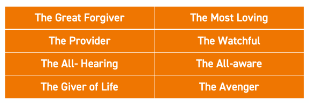 The Great Forgiver
The Most Loving
The Provider
The Watchful
The All- Hearing
The All-aware
The Giver of Life
The Avenger